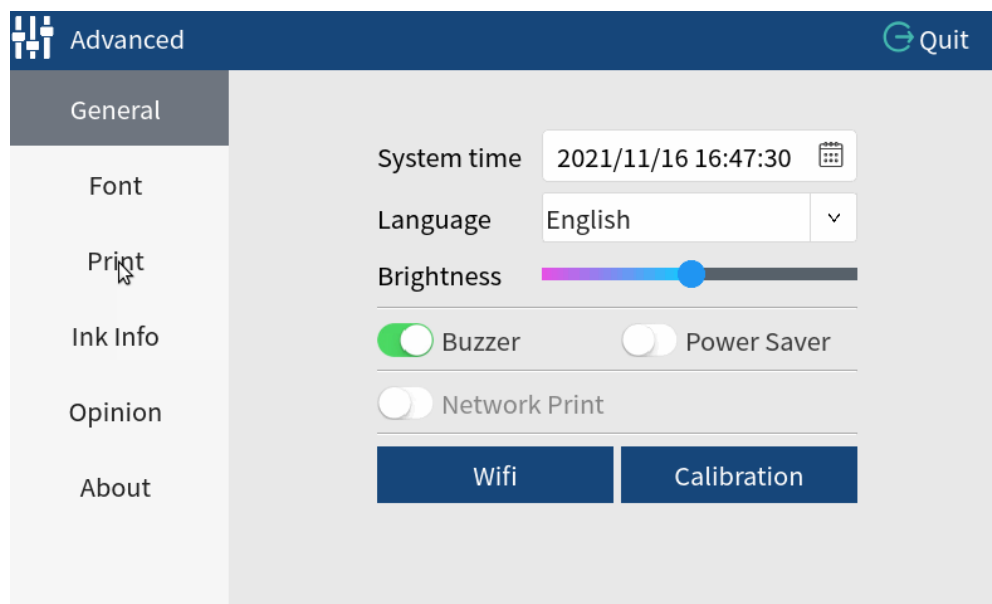 Advanced
Quit
General
Font
Print
Ink Info
Opinion
About
System time 2021/11/16 16:47:30
Language English
Brightness
Buzzer Power Saver
Network Print
Wifi Calibration